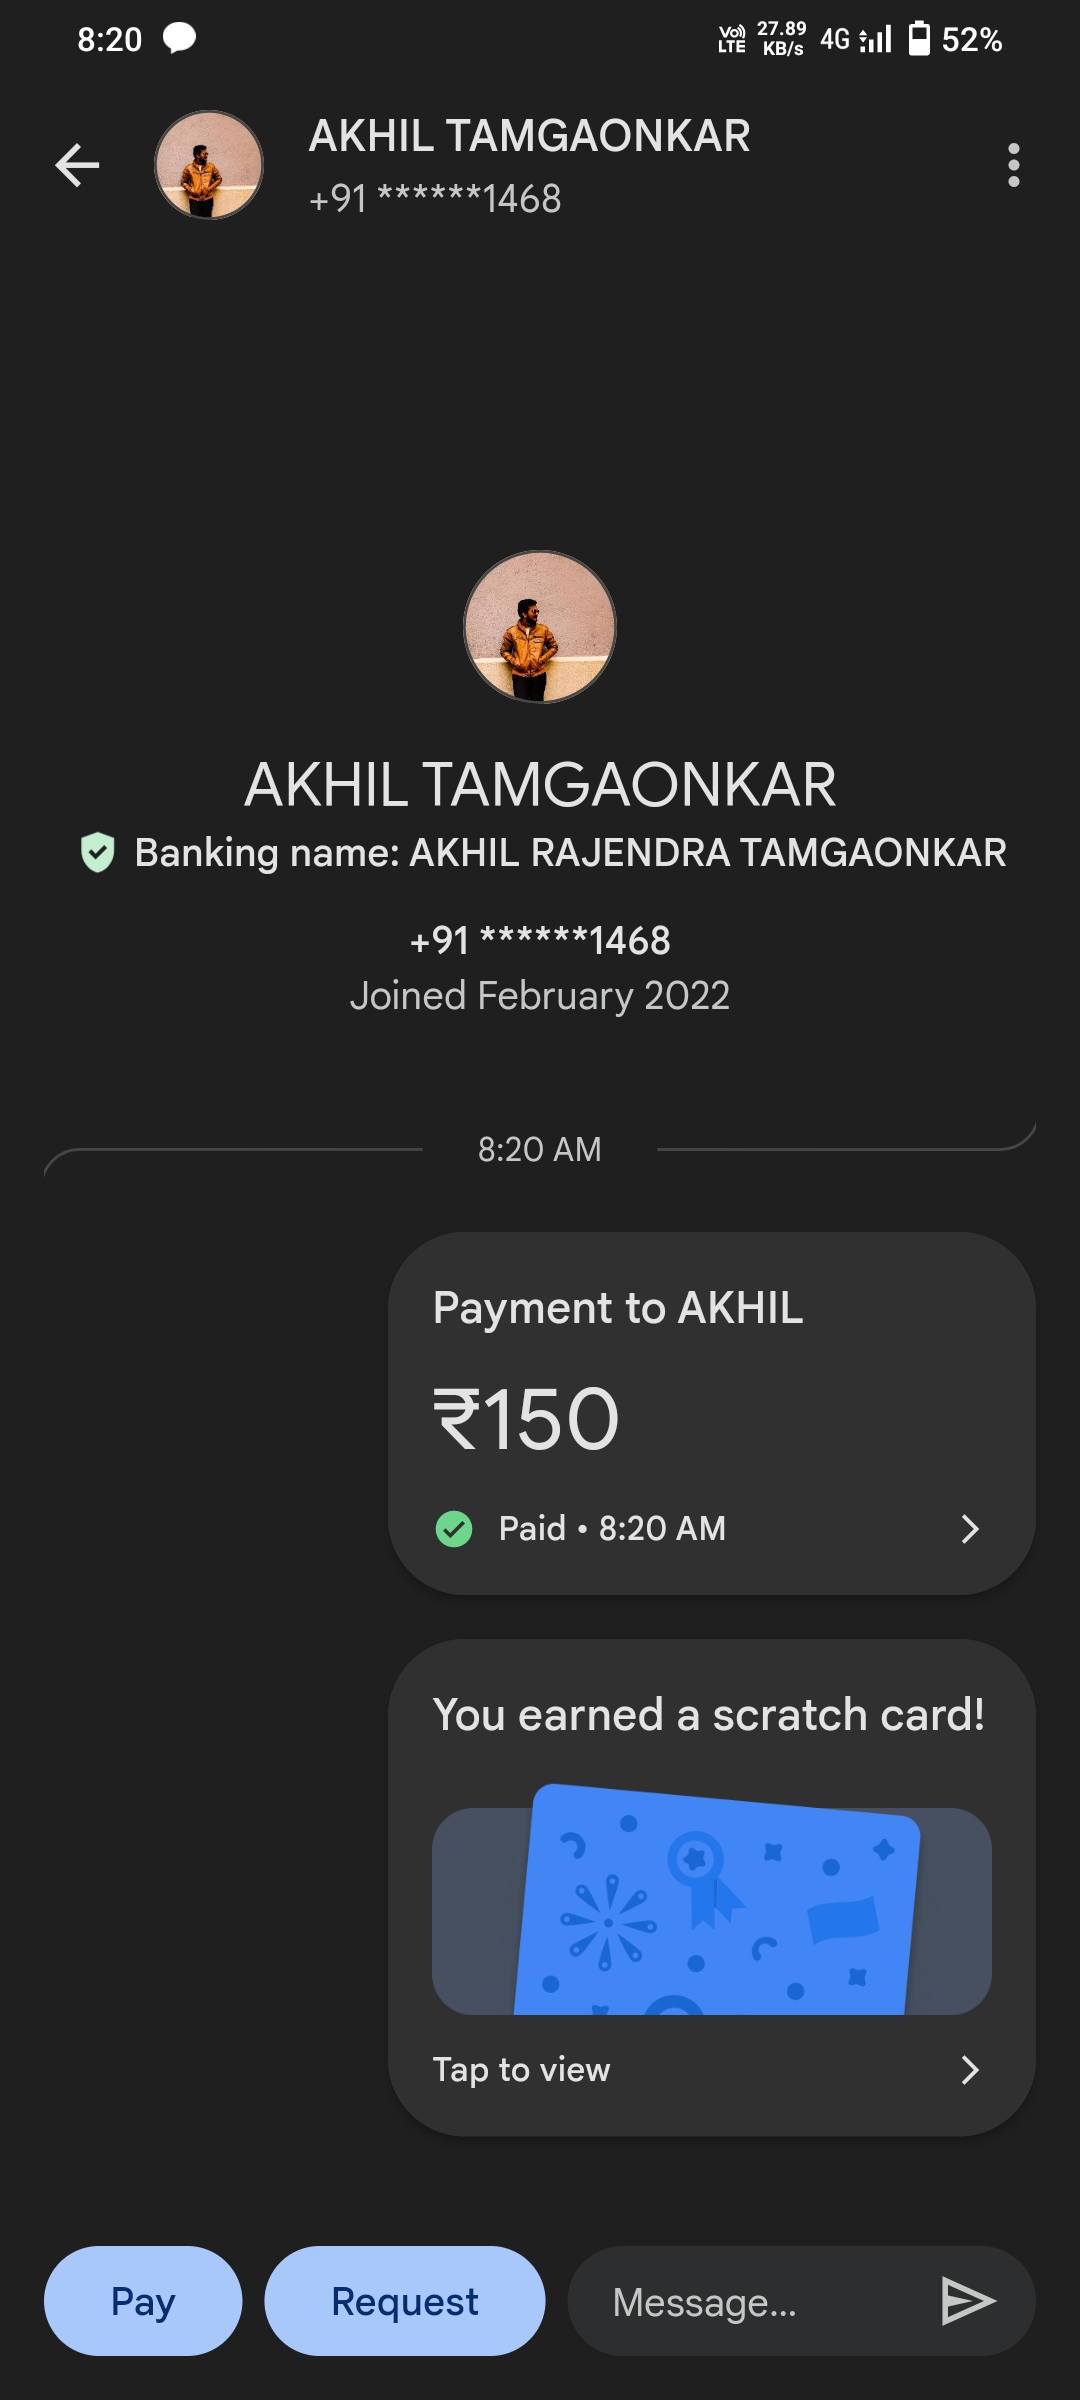 8:20
Vo) LTE 27.89 KB/s 4G 52%
AKHIL TAMGAONKAR
+91 ******1468
AKHIL TAMGAONKAR
Banking name: AKHIL RAJENDRA TAMGAONKAR
+91 ******1468
Joined February 2022
8:20 AM
Payment to AKHIL
₹150
Paid • 8:20 AM
You earned a scratch card!
Tap to view
Pay
Request
Message...